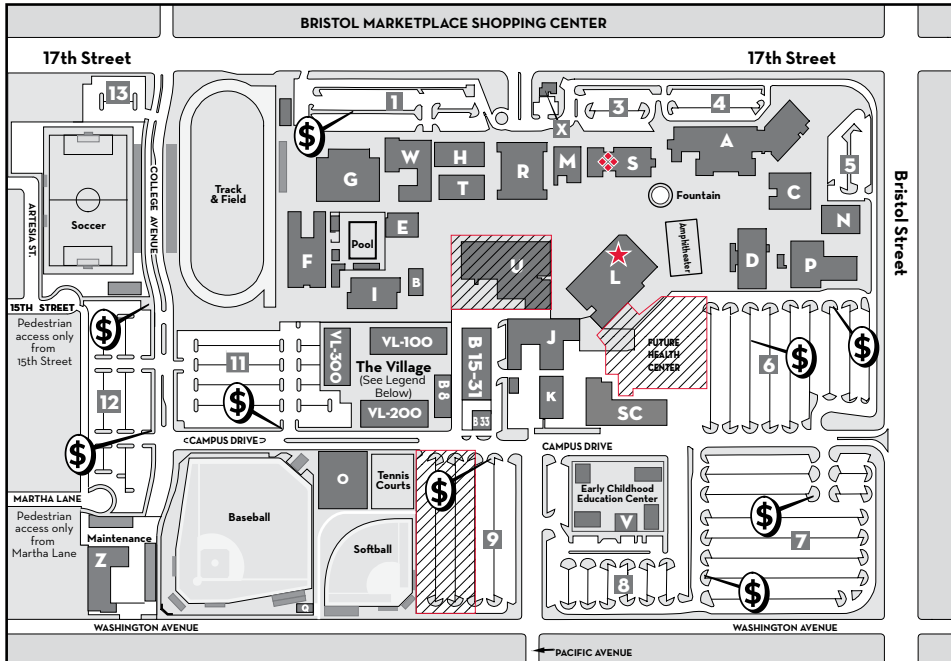 BRISTOL MARKETPLACE SHOPPING CENTER
17th Street
17th Street
13
1
3
4
X
5
$
G
W
H
T
R
M
S
A
C
N
Bristol Street
COLLEGE AVENUE
Track
& Field
ARTESIA ST.
Soccer
Fountain
Amphitheater
F
Pool
E
I
B
U
L
D
P
15TH STREET
Pedestrian
access only
from
15th Street
$
11
12
$
$
VL-300
VL-100
The Village
(See Legend
Below)
VL-200
B 8
B 15-31
B 33
J
K
SC
FUTURE
HEALTH
CENTER
6
$
$
<CAMPUS DRIVE>
CAMPUS DRIVE
MARTHA LANE
Pedestrian
access only
from
Martha Lane
Maintenance
Z
Baseball
O
Tennis
Courts
Softball
Q
$
9
Early Childhood
Education Center
V
8
7
$
$
WASHINGTON AVENUE
WASHINGTON AVENUE
PACIFIC AVENUE